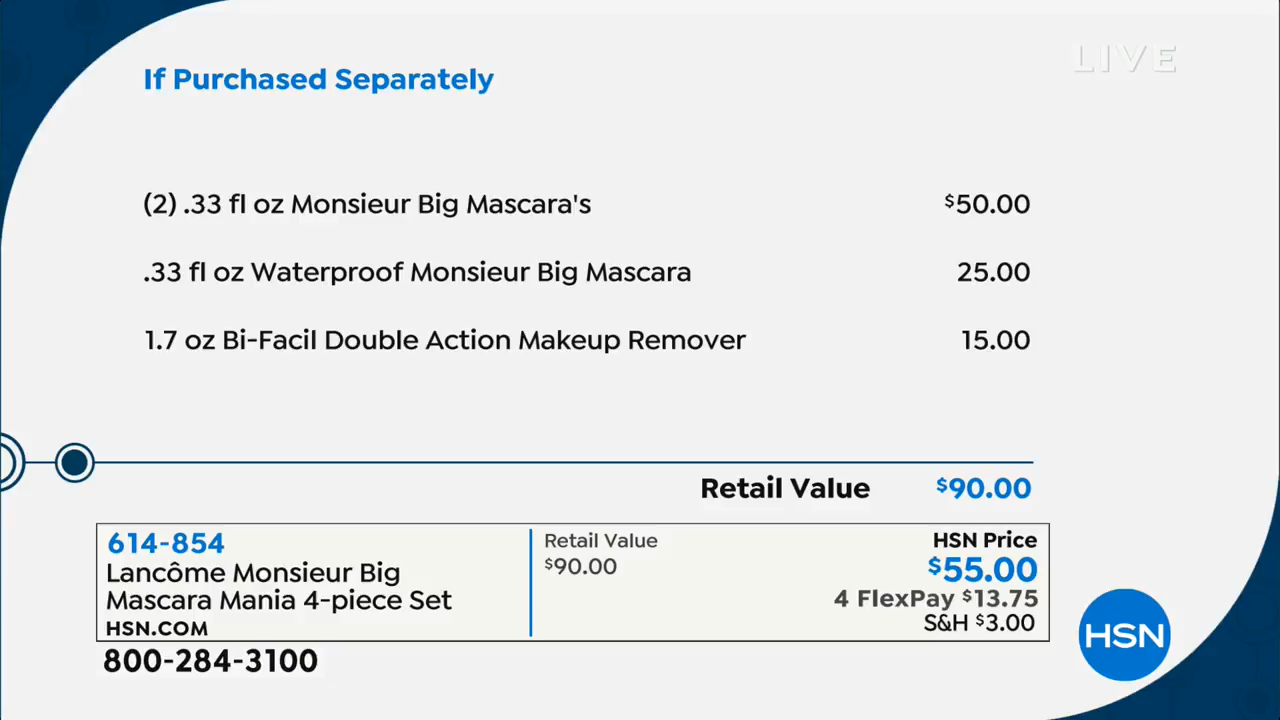 LIVE
If Purchased Separately
(2) .33 fl oz Monsieur Big Mascara's $50.00
.33 fl oz Waterproof Monsieur Big Mascara 25.00
1.7 oz Bi-Facil Double Action Makeup Remover 15.00
Retail Value $90.00
614-854
Lancôme Monsieur Big
Mascara Mania 4-piece Set
HSN.COM
Retail Value
$90.00
HSN Price
$55.00
4 FlexPay $13.75
S&H $3.00
800-284-3100
HSN